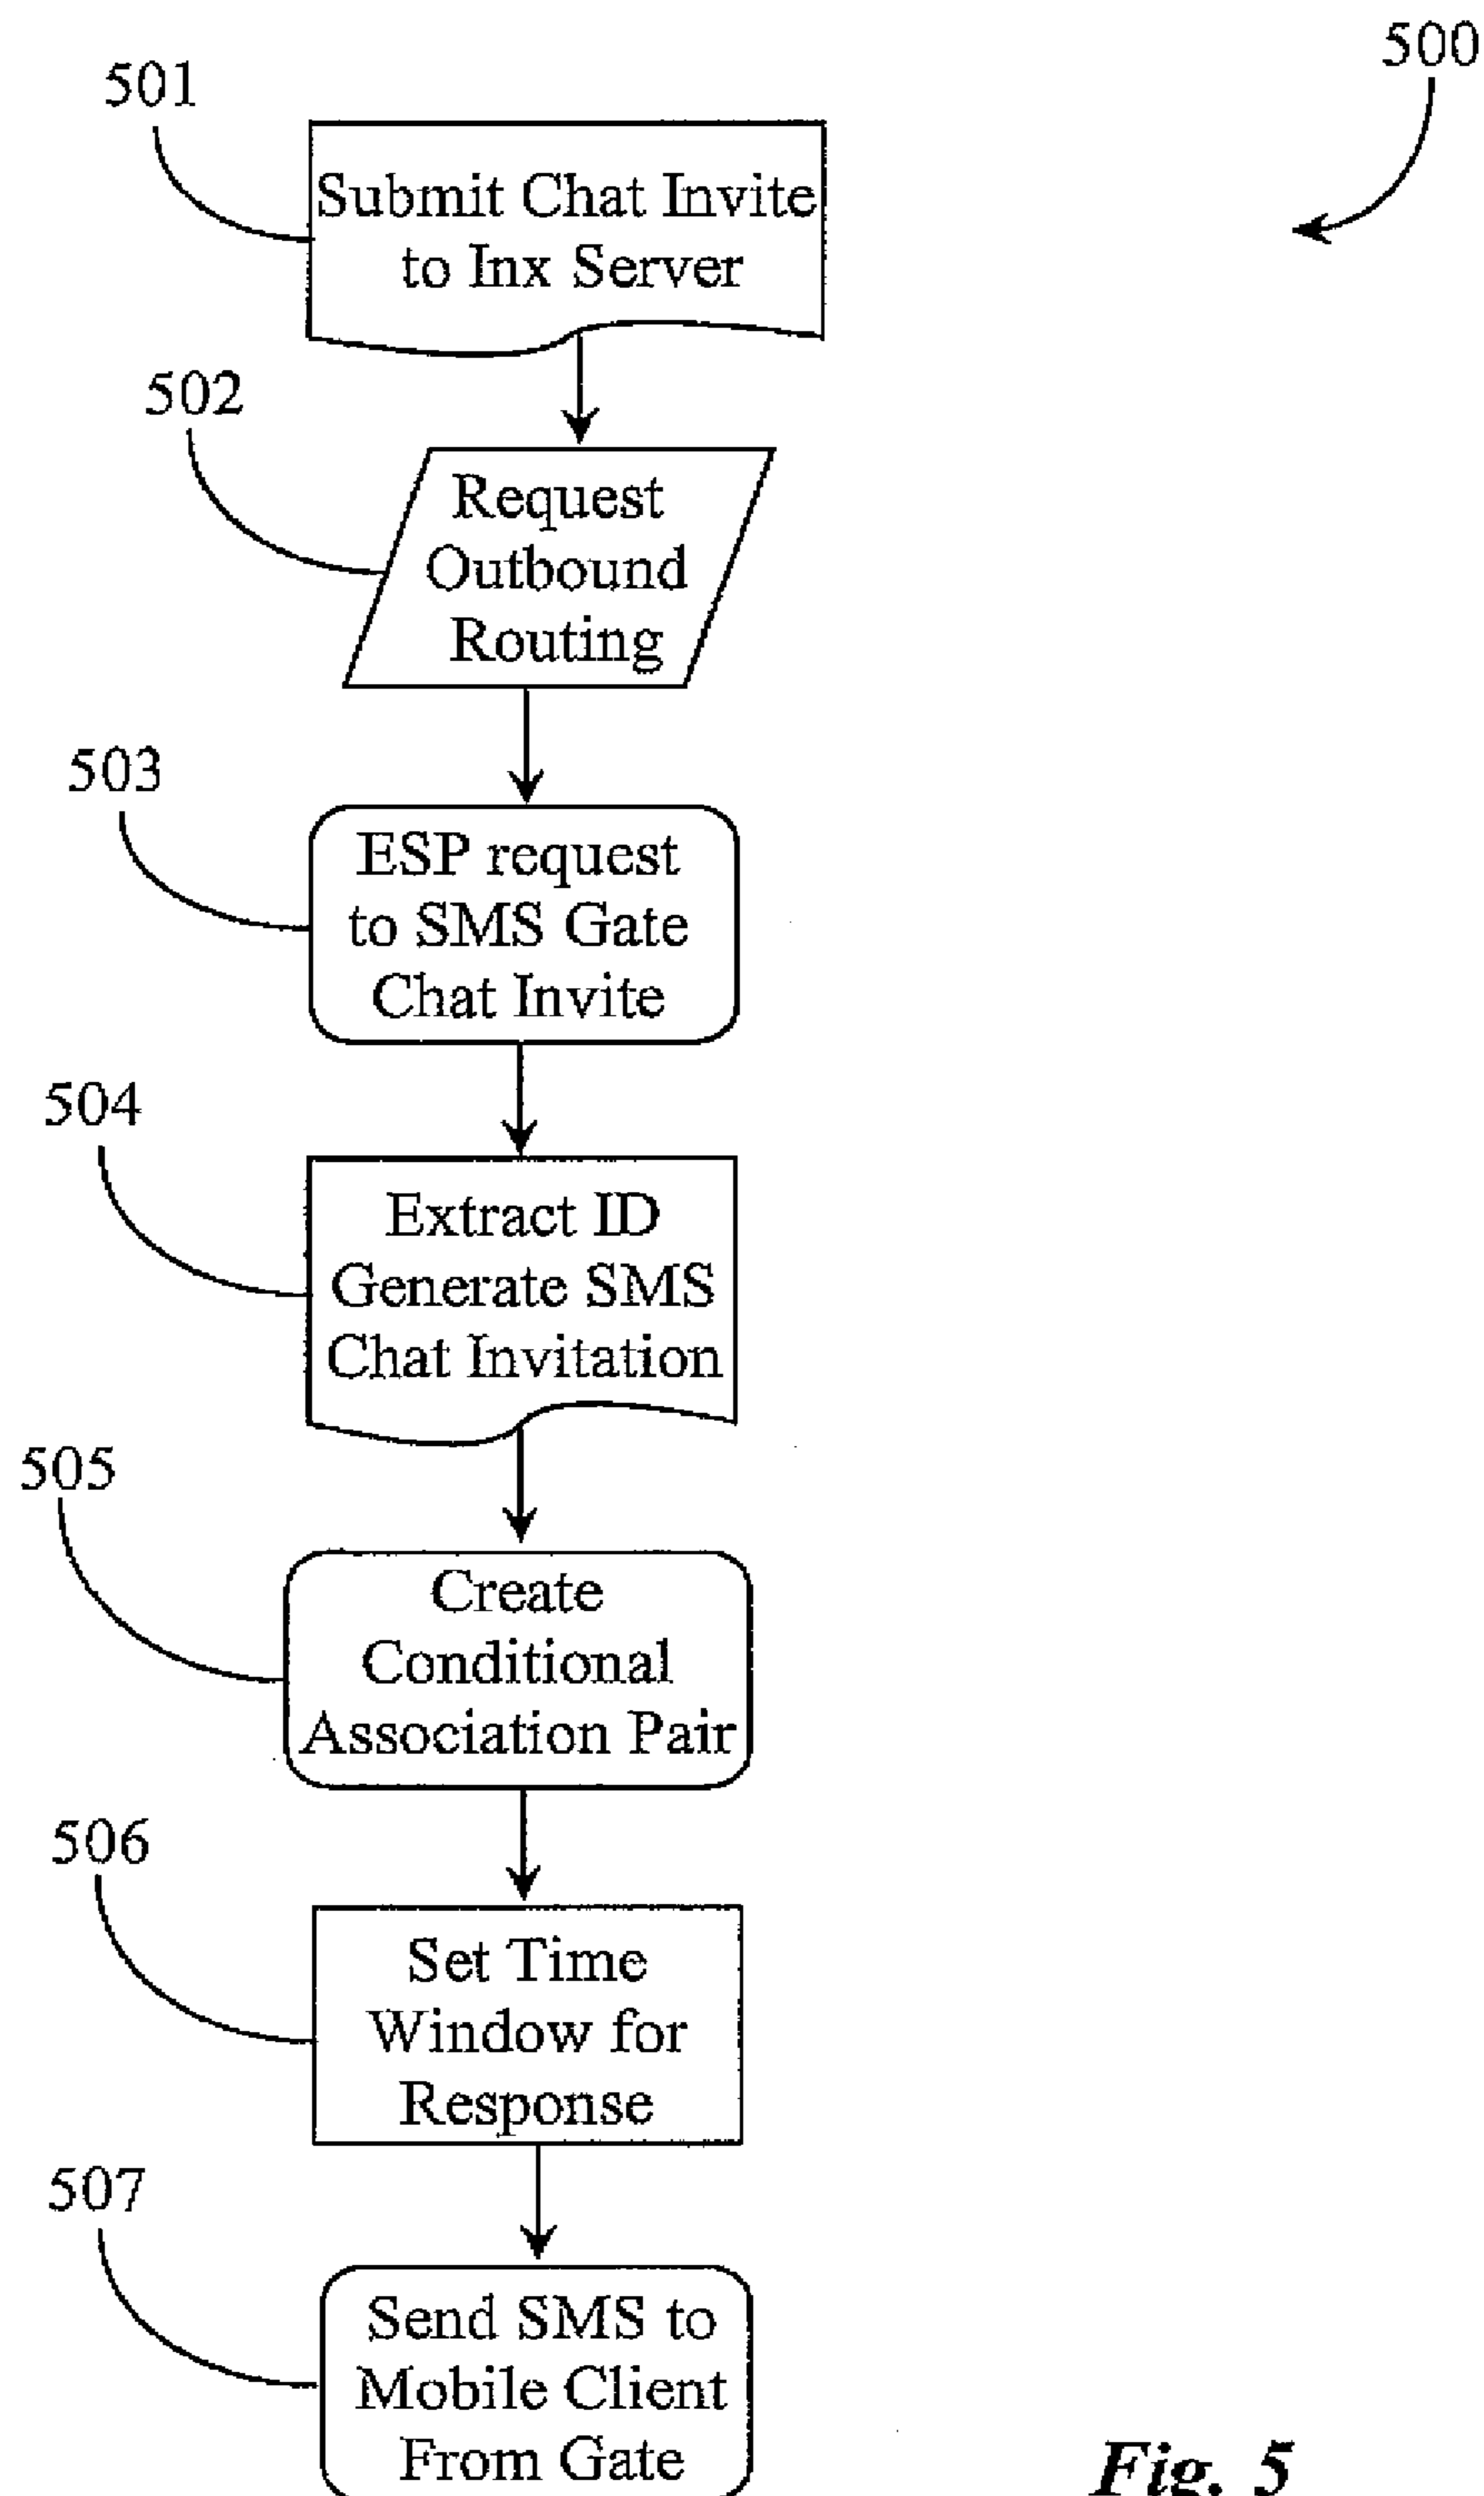 500
501
Submit Chat Invite
to Inx Server
502
Request
Outbound
Routing
503
ESP request
to SMS Gate
Chat Invite
504
Extract ID
Generate SMS
Chat Invitation
505
Create
Conditional
Association Pair
506
Set Time
Window for
Response
507
Send SMS to
Mobile Client
From Gate
Fig. 5